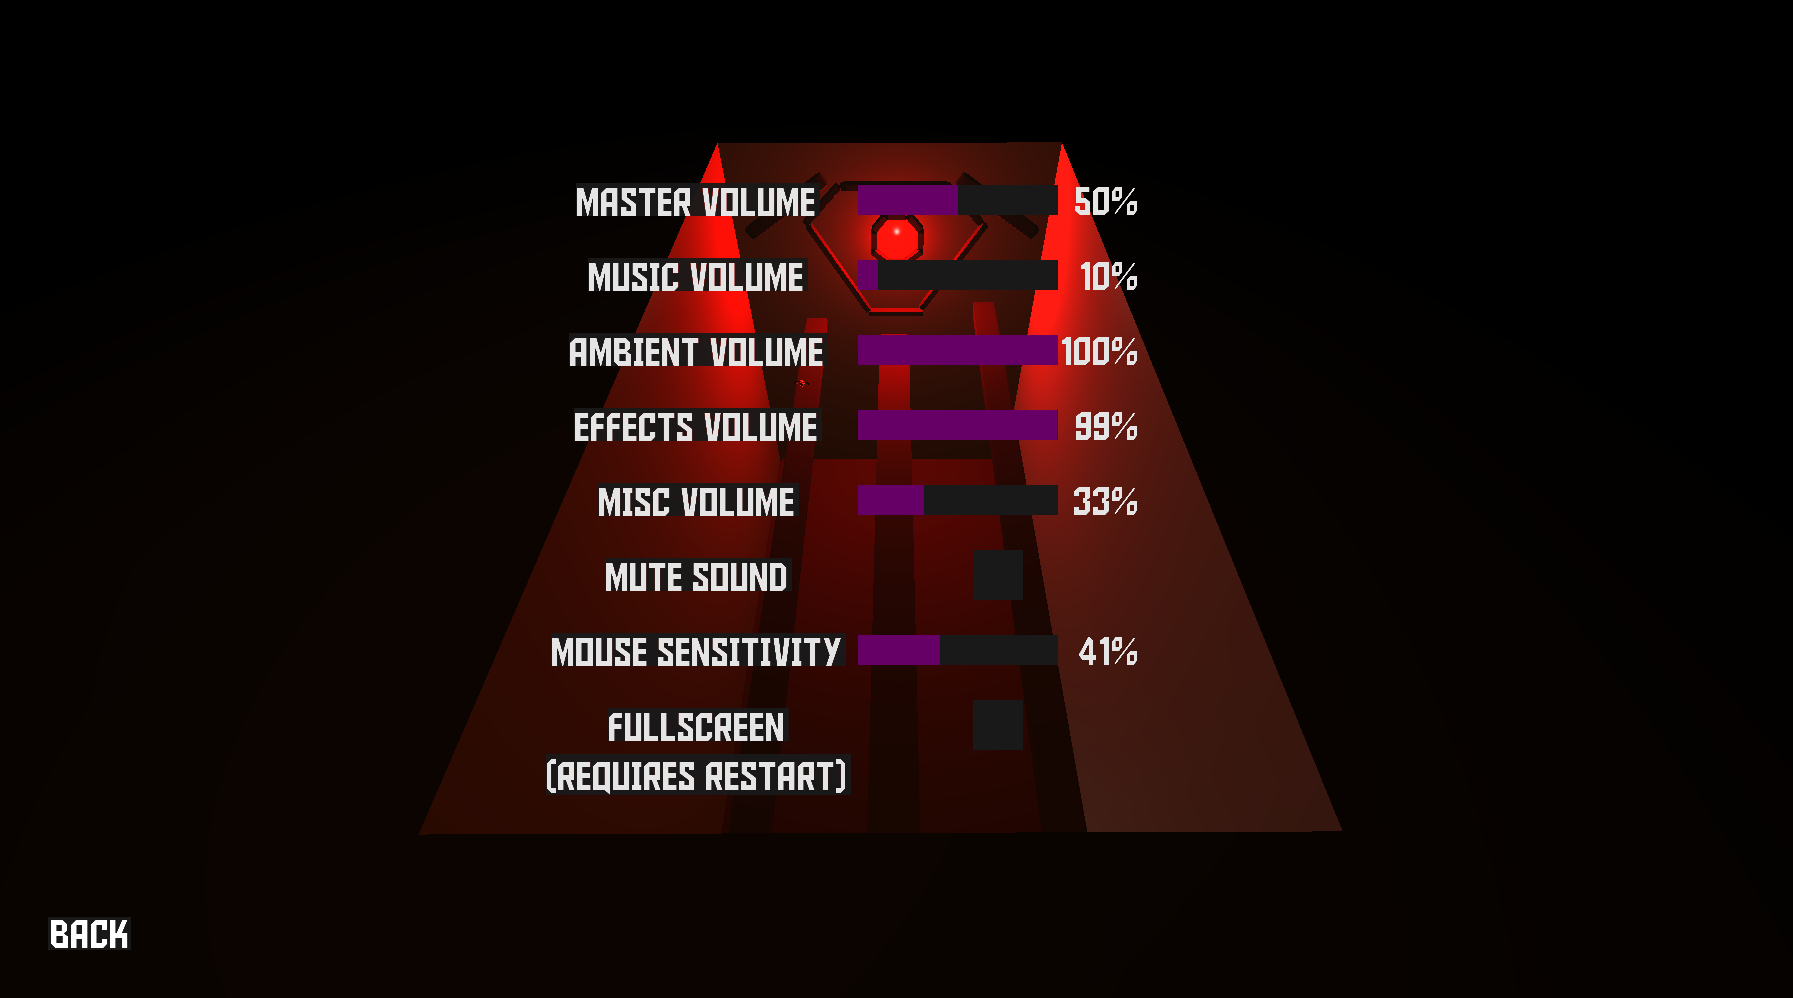 MASTER VOLUME 50%
MUSIC VOLUME 10%
AMBIENT VOLUME 100%
EFFECTS VOLUME 99%
MISC VOLUME 33%
MUTE SOUND
MOUSE SENSITIVITY 41%
FULLSCREEN
(REQUIRES RESTART)
BACK